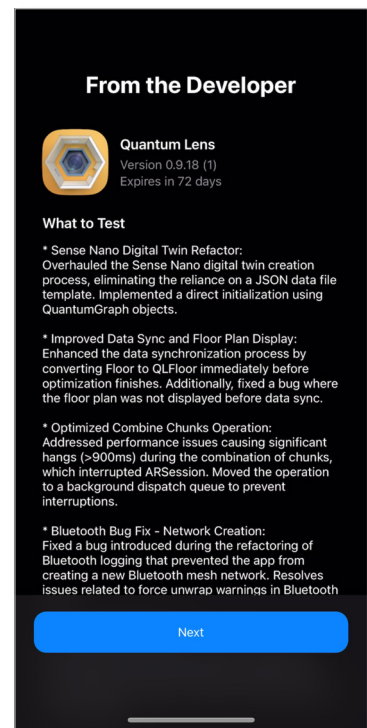 From the Developer
Quantum Lens
Version 0.9.18 (1)
Expires in 72 days
What to Test
* Sense Nano Digital Twin Refactor:
Overhauled the Sense Nano digital twin creation
process, eliminating the reliance on a JSON data file
template. Implemented a direct initialization using
QuantumGraph objects.
* Improved Data Sync and Floor Plan Display:
Enhanced the data synchronization process by
converting Floor to QLFloor immediately before
optimization finishes. Additionally, fixed a bug where
the floor plan was not displayed before data sync.
* Optimized Combine Chunks Operation:
Addressed performance issues causing significant
hangs (>900ms) during the combination of chunks,
which interrupted ARSession. Moved the operation
to a background dispatch queue to prevent
interruptions.
* Bluetooth Bug Fix - Network Creation:
Fixed a bug introduced during the refactoring of
Bluetooth logging that prevented the app from
creating a new Bluetooth mesh network. Resolves
issues related to force unwrap warnings in Bluetooth
Next